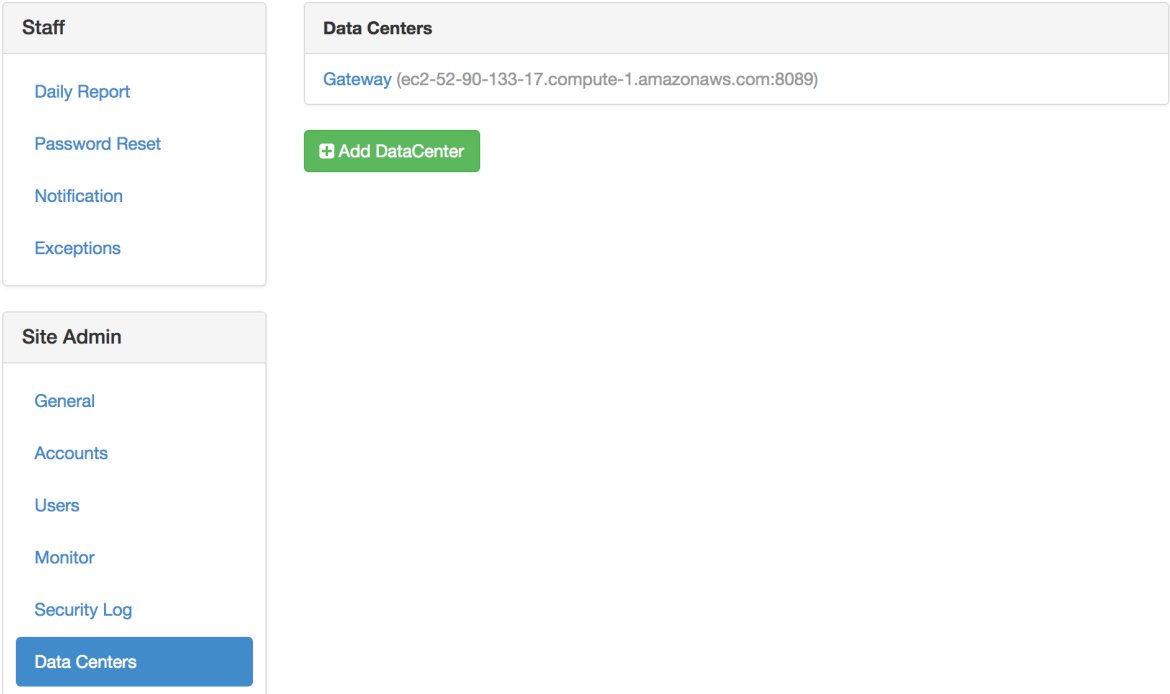 Staff
Daily Report
Password Reset
Notification
Exceptions
Site Admin
General
Accounts
Users
Monitor
Security Log
Data Centers
Data Centers
Gateway (ec2-52-90-133-17.compute-1.amazonaws.com:8089)
Add DataCenter